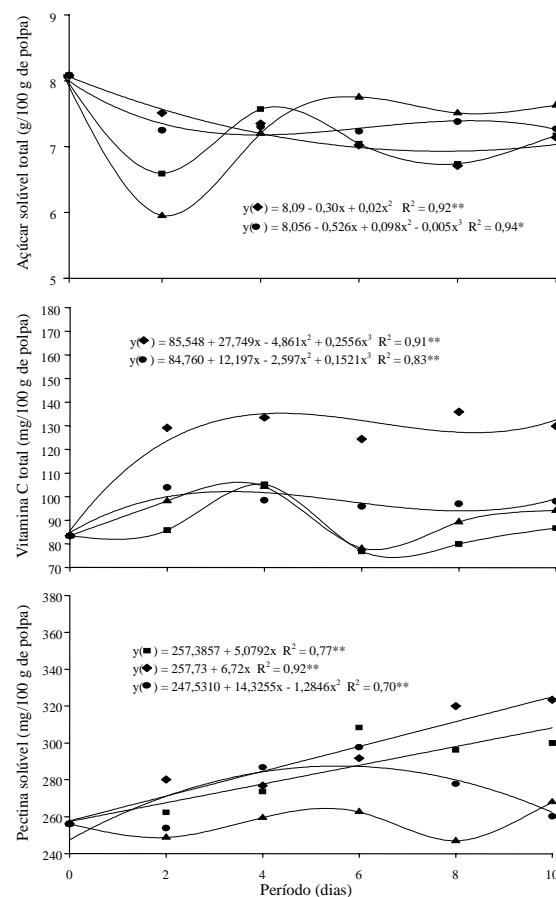 9
8
7
6
5
Açúcar solúvel total (g/100 g de polpa)
y(◆) = 8,09 - 0,30x + 0,02x² R² = 0,92**
y(●) = 8,056 - 0,526x + 0,098x² - 0,005x³ R² = 0,94*
180
170
160
150
140
130
120
110
100
90
80
70
Vitamina C total (mg/100 g de polpa)
y(◆) = 85,548 + 27,749x - 4,861x² + 0,2556x³ R² = 0,91**
y(●) = 84,760 + 12,197x - 2,597x² + 0,1521x³ R² = 0,83**
380
360
340
320
300
280
260
240
Pectina solúvel (mg/100 g de polpa)
y(■) = 257,3857 + 5,0792x R² = 0,77**
y(◆) = 257,73 + 6,72x R² = 0,92**
y(●) = 247,5310 + 14,3255x - 1,2846x² R² = 0,70**
0 2 4 6 8 10
Período (dias)